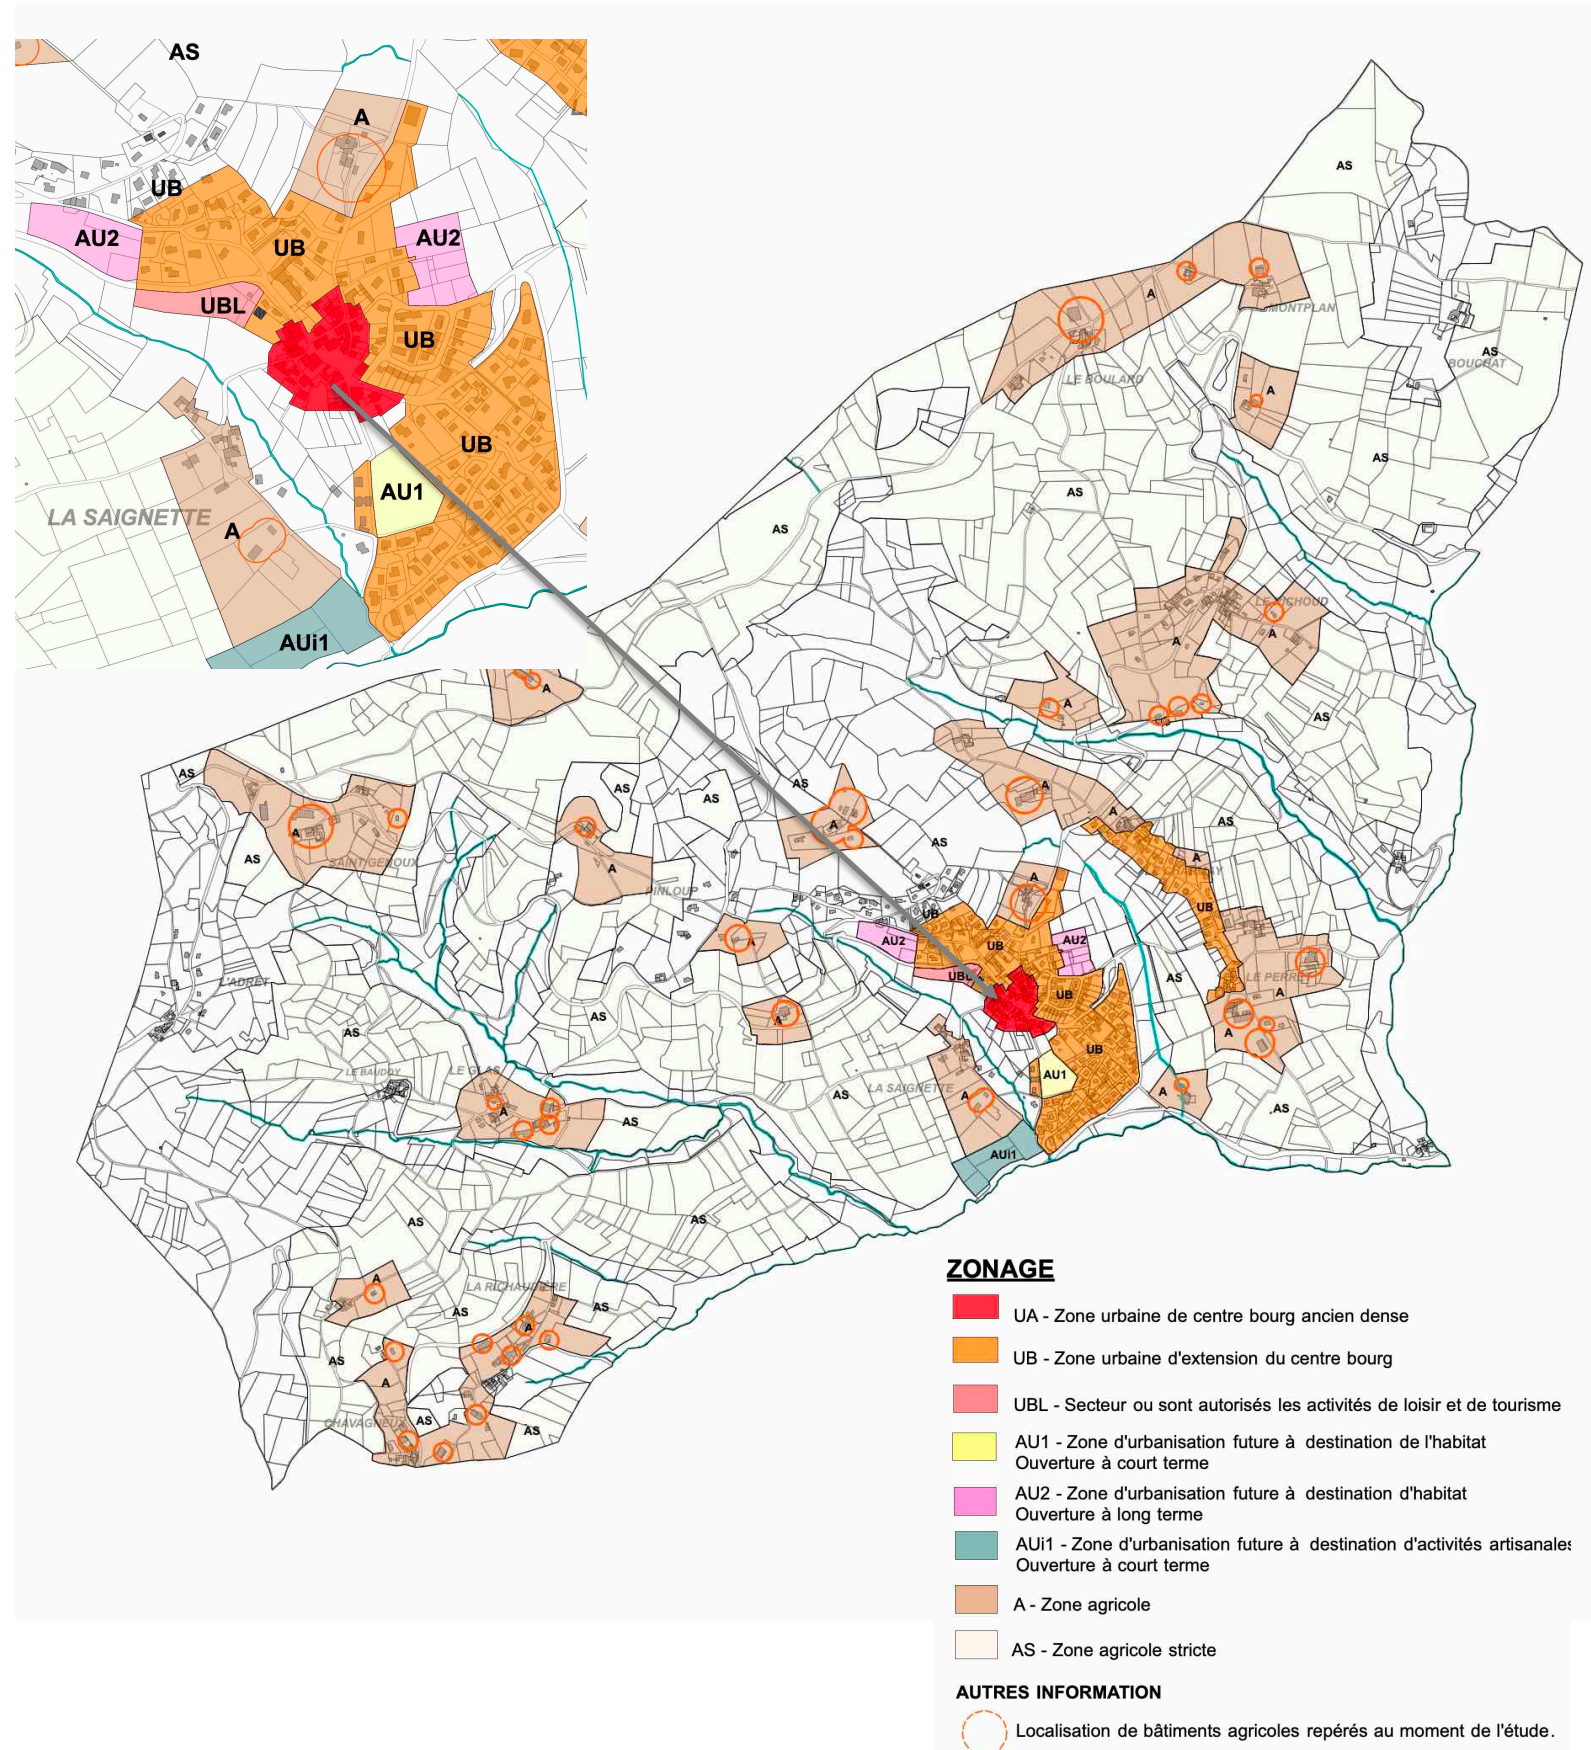 AS
A
UB
AU2
UB
AU2
UBL
UB
UB
AU1
LA SAIGNETTE
A
AUi1
AS
A
MONTPLAN
AS
BOUCHAT
LE BOULARD
A
AS
AS
AS
A
A
A
AS
A
AS
A
AS
AS
AS
A
AS
A
AS
A
AS
A
SAINT GENOUX
A
PINLOUP
A
UB
UB
AU2
UB
AU2
UBL
UB
AS
A
A
L'ADRET
AS
AS
A
UB
A
LE BAUDOY
LE GLAS
A
AS
AS
LA SAIGNETTE
A
AU1
A
AS
AUi1
AS
AS
A
LA RICHAUDIÈRE
AS
AS
A
AS
A
CHAVAGNEUX
AS
AS
ZONAGE
UA - Zone urbaine de centre bourg ancien dense
UB - Zone urbaine d'extension du centre bourg
UBL - Secteur ou sont autorisés les activités de loisir et de tourisme
AU1 - Zone d'urbanisation future à destination de l'habitat
Ouverture à court terme
AU2 - Zone d'urbanisation future à destination d'habitat
Ouverture à long terme
AUi1 - Zone d'urbanisation future à destination d'activités artisanales
Ouverture à court terme
A - Zone agricole
AS - Zone agricole stricte
AUTRES INFORMATION
Localisation de bâtiments agricoles repérés au moment de l'étude.